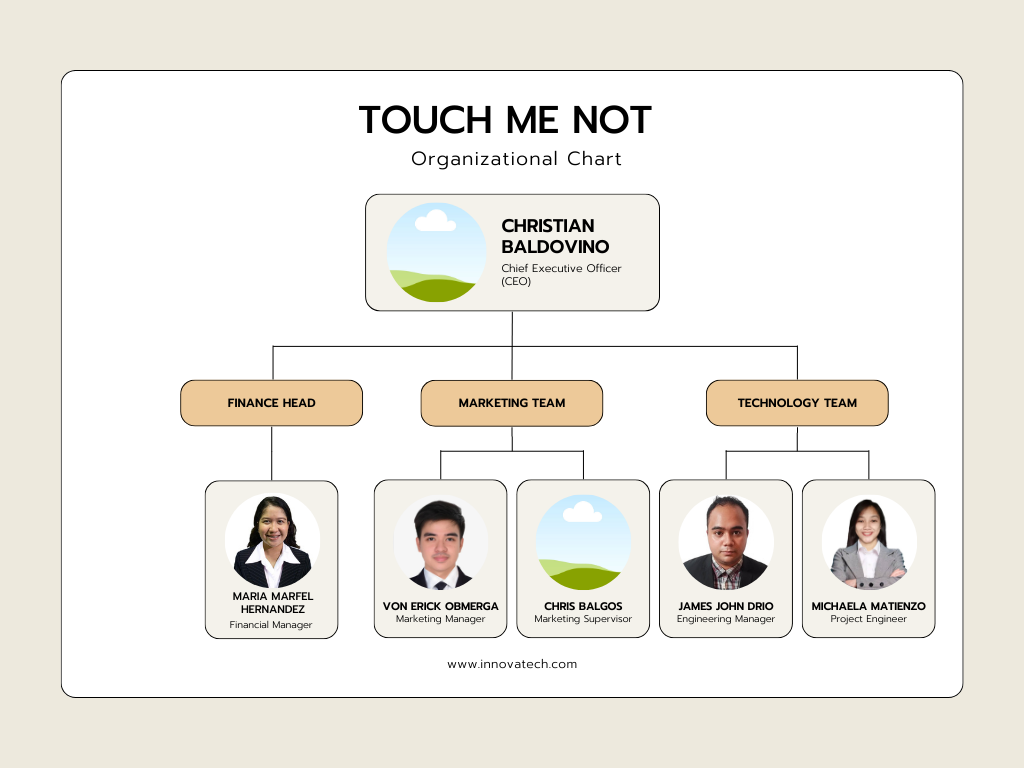 TOUCH ME NOT
Organizational Chart
CHRISTIAN
BALDOVINO
Chief Executive Officer
(CEO)
FINANCE HEAD
MARKETING TEAM
TECHNOLOGY TEAM
MARIA MARFEL
HERNANDEZ
Financial Manager
VON ERICK OBMERGA
Marketing Manager
CHRIS BALGOS
Marketing Supervisor
JAMES JOHN DRIO
Engineering Manager
MICHAELA MATIENZO
Project Engineer
www.innovatech.com